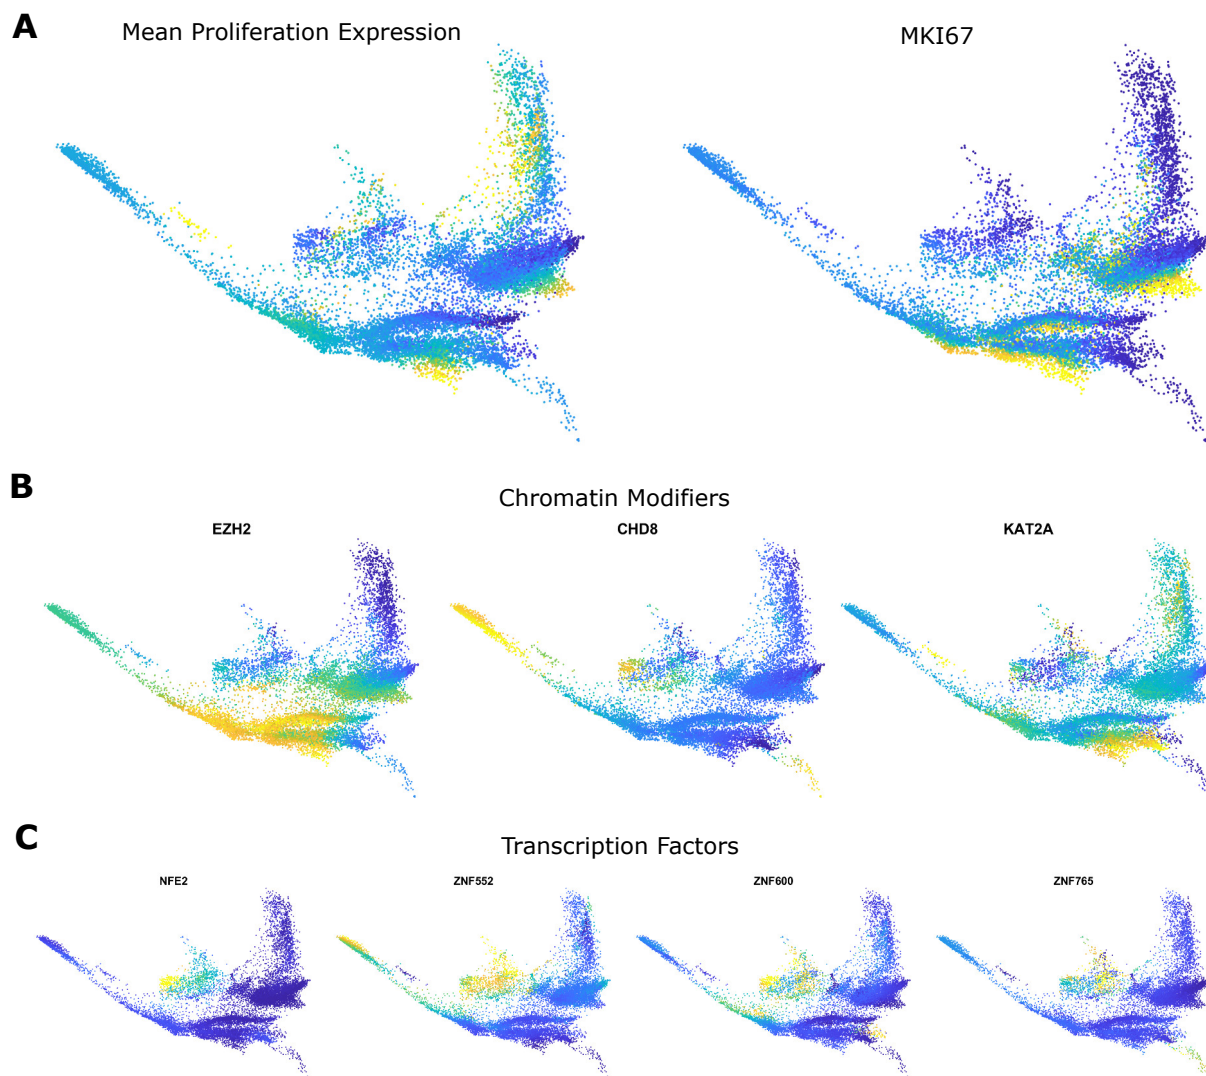 A
Mean Proliferation Expression
MKI67
B
Chromatin Modifiers
EZH2
CHD8
KAT2A
C
Transcription Factors
NFE2
ZNF552
ZNF600
ZNF765